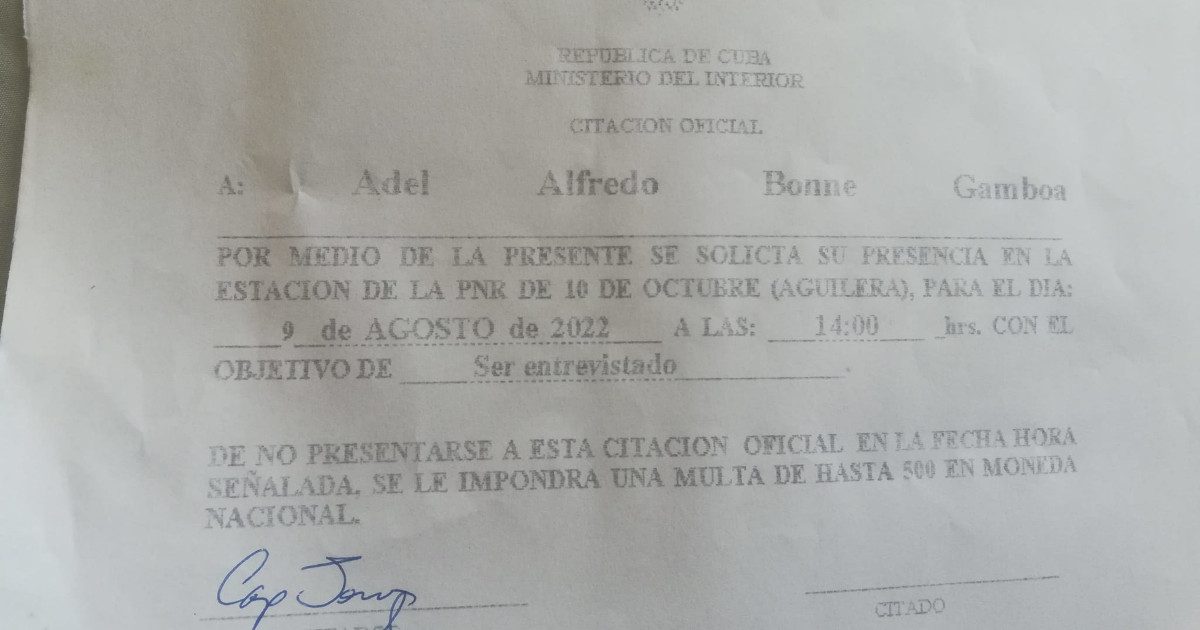 REPUBLICA DE CUBA
MINISTERIO DEL INTERIOR
CITACION OFICIAL
A: Adel Alfredo Bonne Gamboa
POR MEDIO DE LA PRESENTE SE SOLICTA SU PRESENCIA EN LA
ESTACION DE LA PNR DE 10 DE OCTUBRE (AGUILERA), PARA EL DIA:
9 de AGOSTO de 2022 A LAS: 14:00 hrs. CON EL
OBJETIVO DE Ser entrevistado
DE NO PRESENTARSE A ESTA CITACION OFICIAL EN LA FECHA HORA
SEÑALADA, SE LE IMPONDRA UNA MULTA DE HASTA 500 EN MONEDA
NACIONAL.
Cap
CITADO